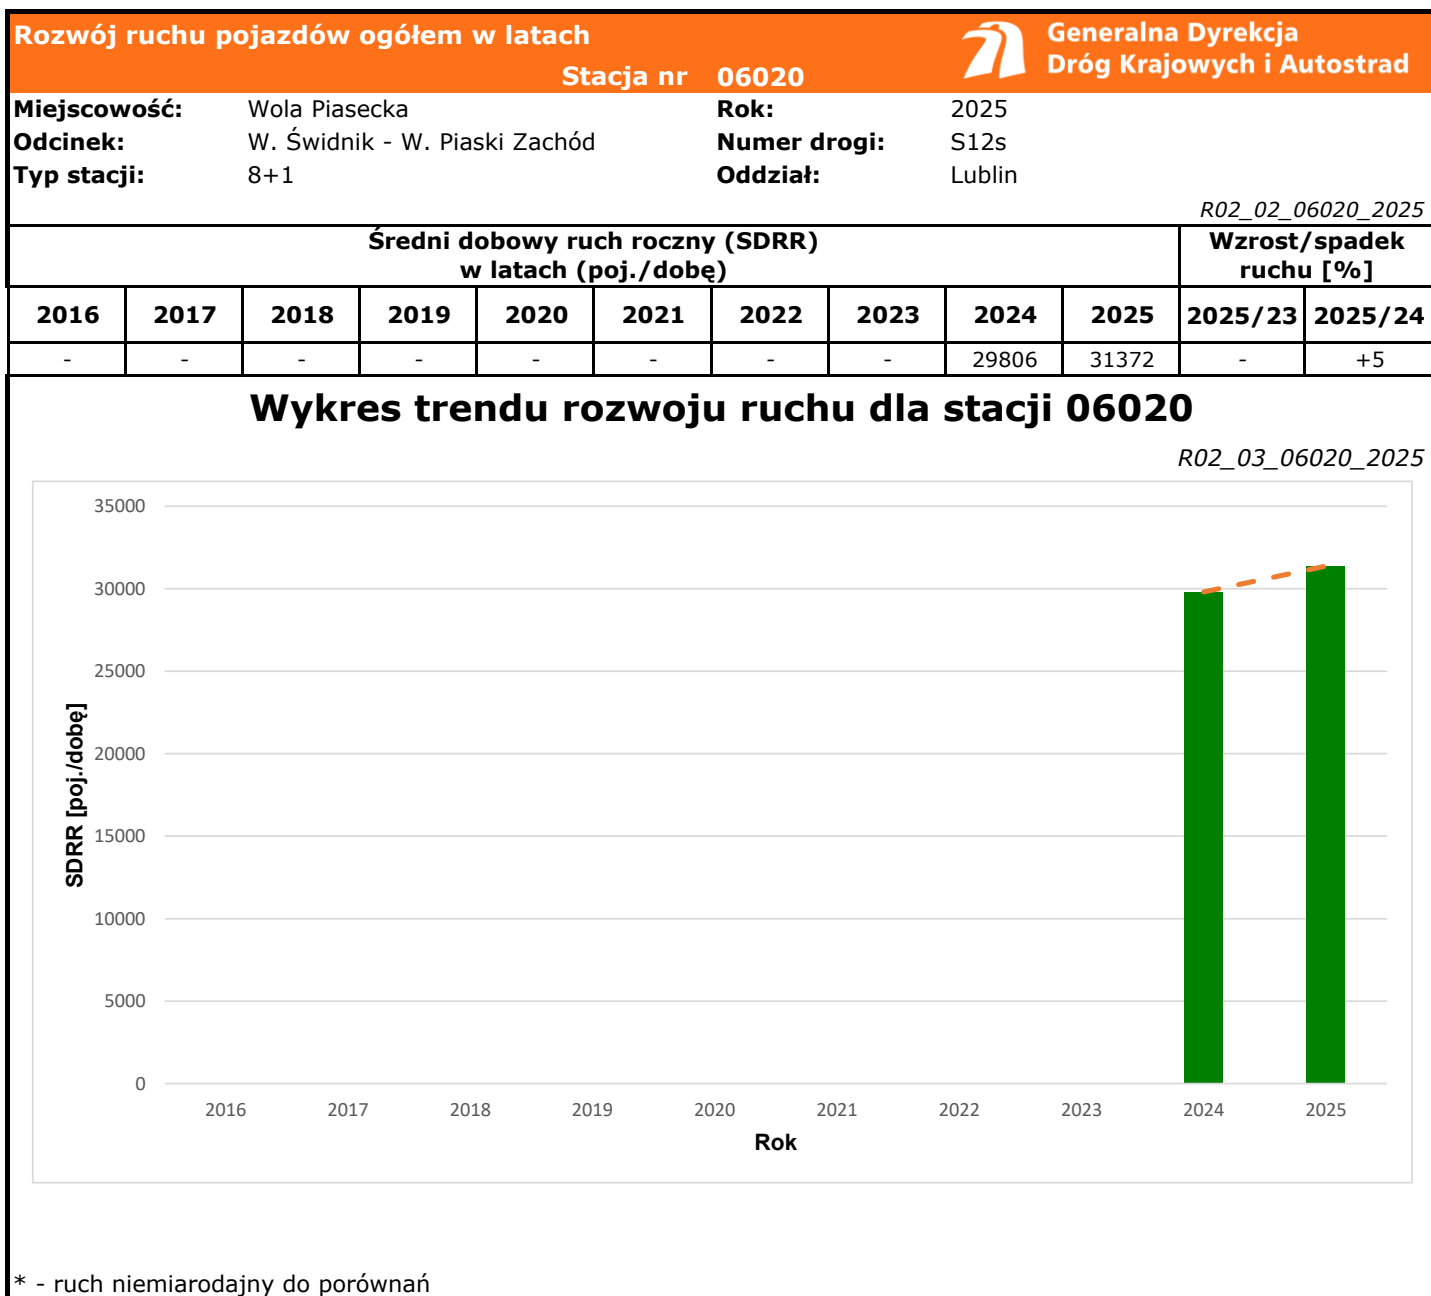 Rozwój ruchu pojazdów ogółem w latach
Generalna Dyrekcja
Dróg Krajowych i Autostrad
Stacja nr 06020
Miejscowość: Wola Piasecka Rok: 2025
Odcinek: W. Świdnik - W. Piaski Zachód Numer drogi: S12s
Typ stacji: 8+1 Oddział: Lublin
R02_02_06020_2025
Średni dobowy ruch roczny (SDRR)
w latach (poj./dobę)
Wzrost/spadek
ruchu [%]
2016 2017 2018 2019 2020 2021 2022 2023 2024 2025 2025/23 2025/24
- - - - - - - - 29806 31372 - +5
Wykres trendu rozwoju ruchu dla stacji 06020
R02_03_06020_2025
35000
30000
25000
20000
15000
10000
5000
0
SDRR [poj./dobę]
2016 2017 2018 2019 2020 2021 2022 2023 2024 2025
Rok
* - ruch niemiarodajny do porównań